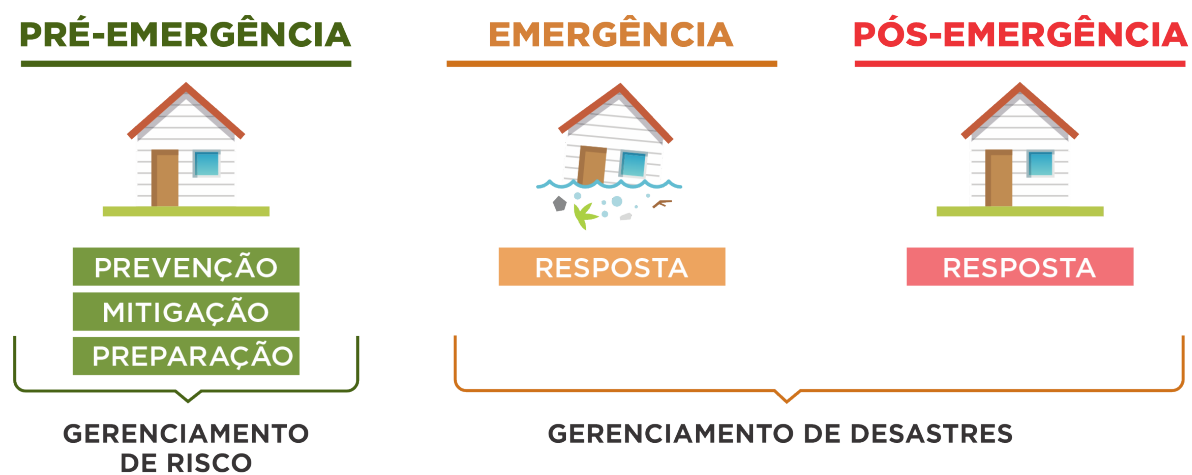 PRÉ-EMERGÊNCIA
EMERGÊNCIA
PÓS-EMERGÊNCIA
PREVENÇÃO
MITIGAÇÃO
PREPARAÇÃO
RESPOSTA
RESPOSTA
GERENCIAMENTO
DE RISCO
GERENCIAMENTO DE DESASTRES